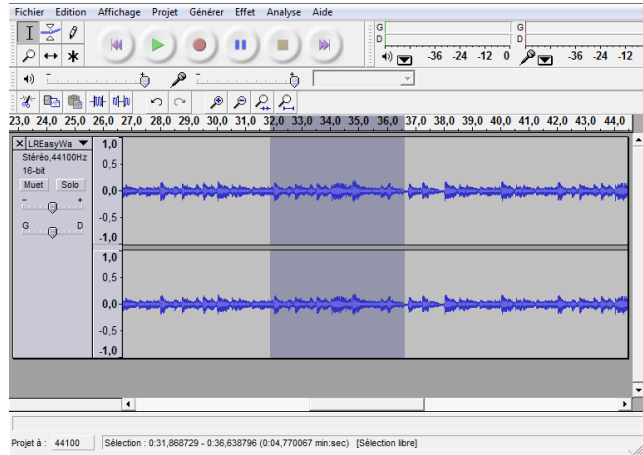 Fichier Edition Affichage Projet Générer Effet Analyse Aide
G
D
-36 -24 -12 0
G
D
-36 -24 -12
23,0 24,0 25,0 26,0 27,0 28,0 29,0 30,0 31,0 32,0 33,0 34,0 35,0 36,0 37,0 38,0 39,0 40,0 41,0 42,0 43,0 44,0
LREasyWa
Stéréo,44100Hz
16-bit
Muet Solo
- +
G D
1,0
0,5
0,0
-0,5
-1,0
1,0
0,5
0,0
-0,5
-1,0
Projet à : 44100 Sélection : 0:31,868729 - 0:36,638796 (0:04,770067 min:sec) [Sélection libre]